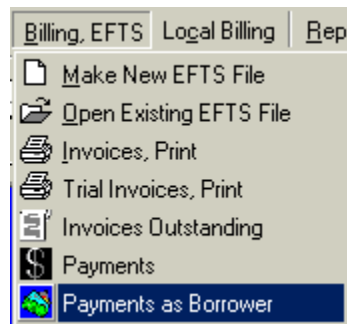 Billing, EFTS Local Billing Rep
Make New EFTS File
Open Existing EFTS File
Invoices, Print
Trial Invoices, Print
Invoices Outstanding
$ Payments
Payments as Borrower